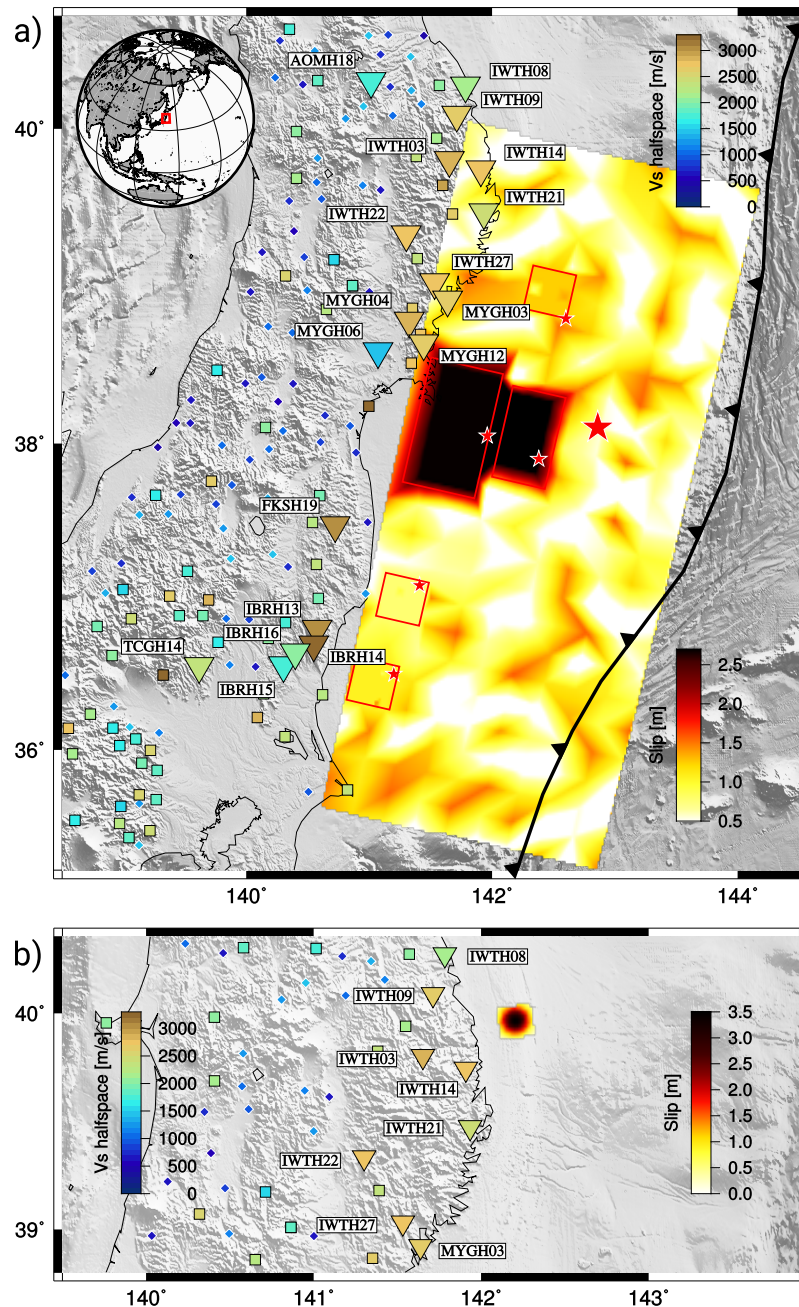 a)
AOMH18
IWTH08
IWTH09
IWTH03
IWTH14
IWTH21
IWTH22
IWTH27
MYGH04
MYGH03
MYGH06
MYGH12
FKSH19
IBRH13
IBRH16
TCGH14
IBRH14
IBRH15
Vs halfspace [m/s]
3000
2500
2000
1500
1000
500
0
Slip [m]
2.5
2.0
1.5
1.0
0.5
40˚
38˚
36˚
140˚ 142˚ 144˚
b)
IWTH08
IWTH09
IWTH03
IWTH14
IWTH21
IWTH22
IWTH27
MYGH03
Vs halfspace [m/s]
3000
2500
2000
1500
1000
500
0
Slip [m]
3.5
3.0
2.5
2.0
1.5
1.0
0.5
0.0
40˚
39˚
140˚ 141˚ 142˚ 143˚